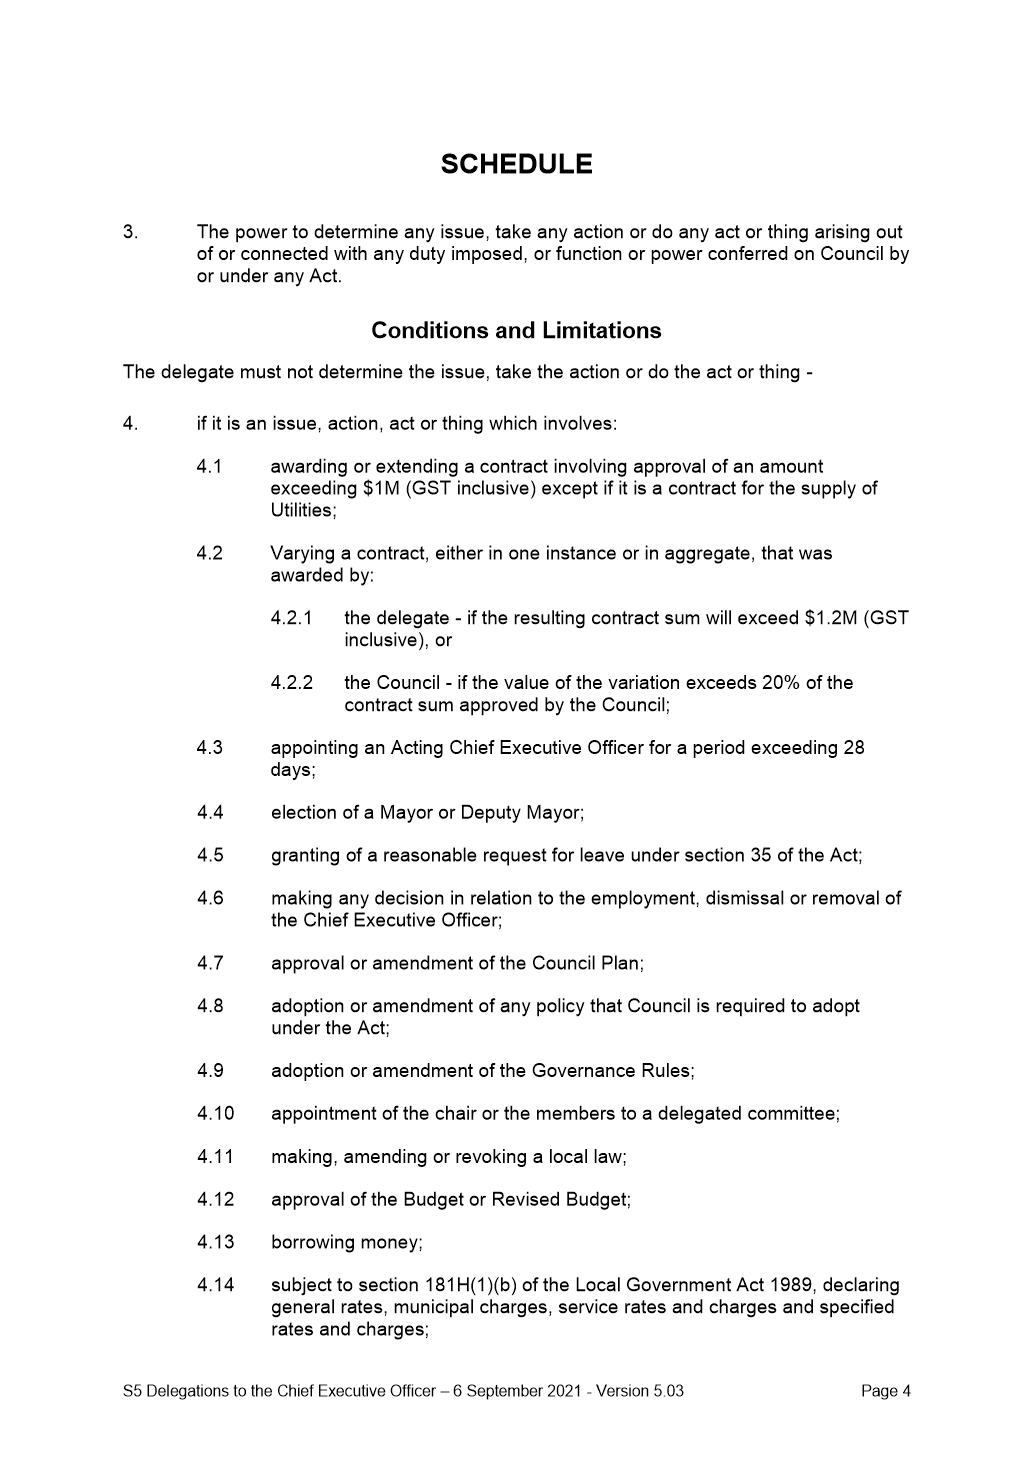 SCHEDULE
3. The power to determine any issue, take any action or do any act or thing arising out
of or connected with any duty imposed, or function or power conferred on Council by
or under any Act.
Conditions and Limitations
The delegate must not determine the issue, take the action or do the act or thing -
4. if it is an issue, action, act or thing which involves:
4.1 awarding or extending a contract involving approval of an amount
exceeding $1M (GST inclusive) except if it is a contract for the supply of
Utilities;
4.2 Varying a contract, either in one instance or in aggregate, that was
awarded by:
4.2.1 the delegate - if the resulting contract sum will exceed $1.2M (GST
inclusive), or
4.2.2 the Council - if the value of the variation exceeds 20% of the
contract sum approved by the Council;
4.3 appointing an Acting Chief Executive Officer for a period exceeding 28
days;
4.4 election of a Mayor or Deputy Mayor;
4.5 granting of a reasonable request for leave under section 35 of the Act;
4.6 making any decision in relation to the employment, dismissal or removal of
the Chief Executive Officer;
4.7 approval or amendment of the Council Plan;
4.8 adoption or amendment of any policy that Council is required to adopt
under the Act;
4.9 adoption or amendment of the Governance Rules;
4.10 appointment of the chair or the members to a delegated committee;
4.11 making, amending or revoking a local law;
4.12 approval of the Budget or Revised Budget;
4.13 borrowing money;
4.14 subject to section 181H(1)(b) of the Local Government Act 1989, declaring
general rates, municipal charges, service rates and charges and specified
rates and charges;
S5 Delegations to the Chief Executive Officer – 6 September 2021 - Version 5.03 Page 4